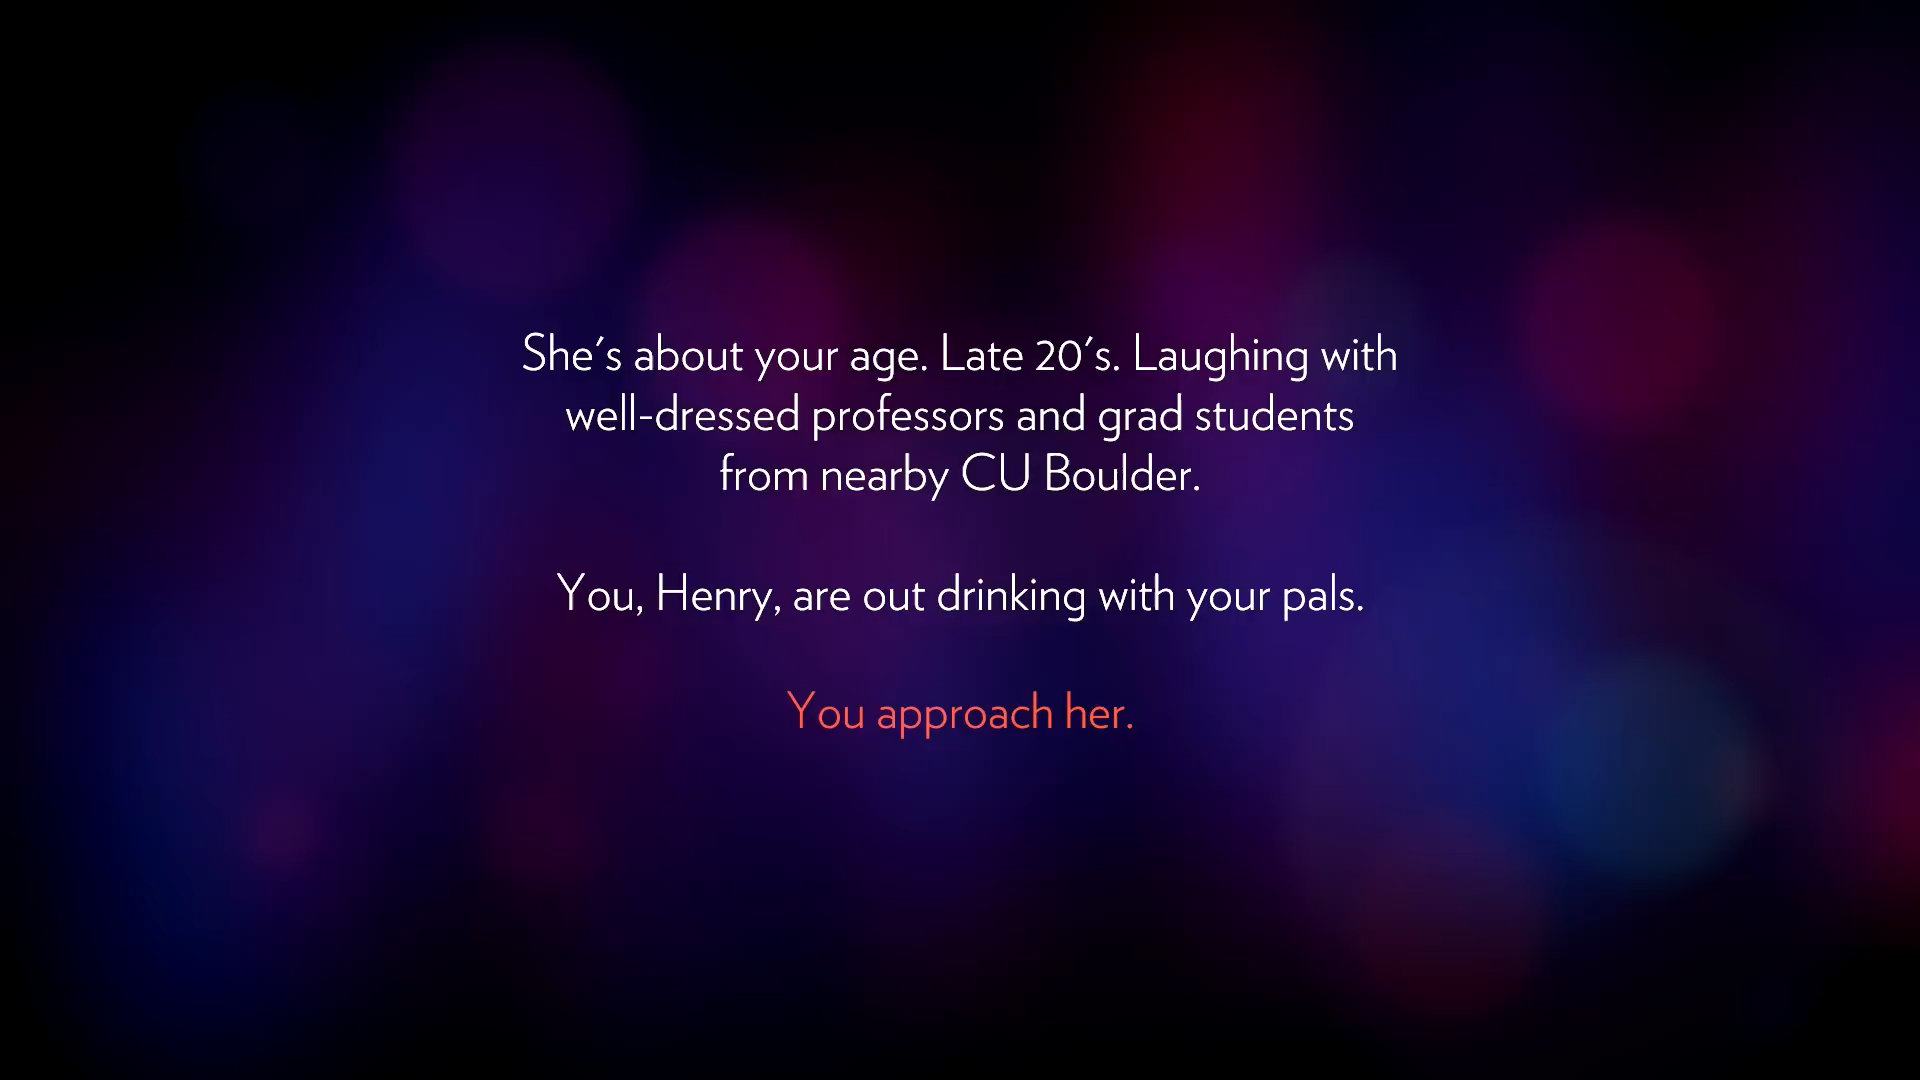 She's about your age. Late 20's. Laughing with
well-dressed professors and grad students
from nearby CU Boulder.
You, Henry, are out drinking with your pals.
You approach her.